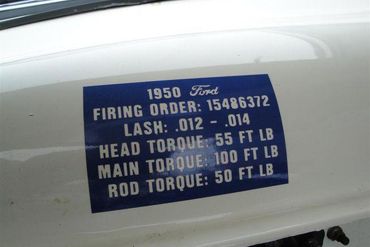 1950 Ford
FIRING ORDER: 15486372
LASH: .012 - .014
HEAD TORQUE: 55 FT LB
MAIN TORQUE: 100 FT LB
ROD TORQUE: 50 FT LB